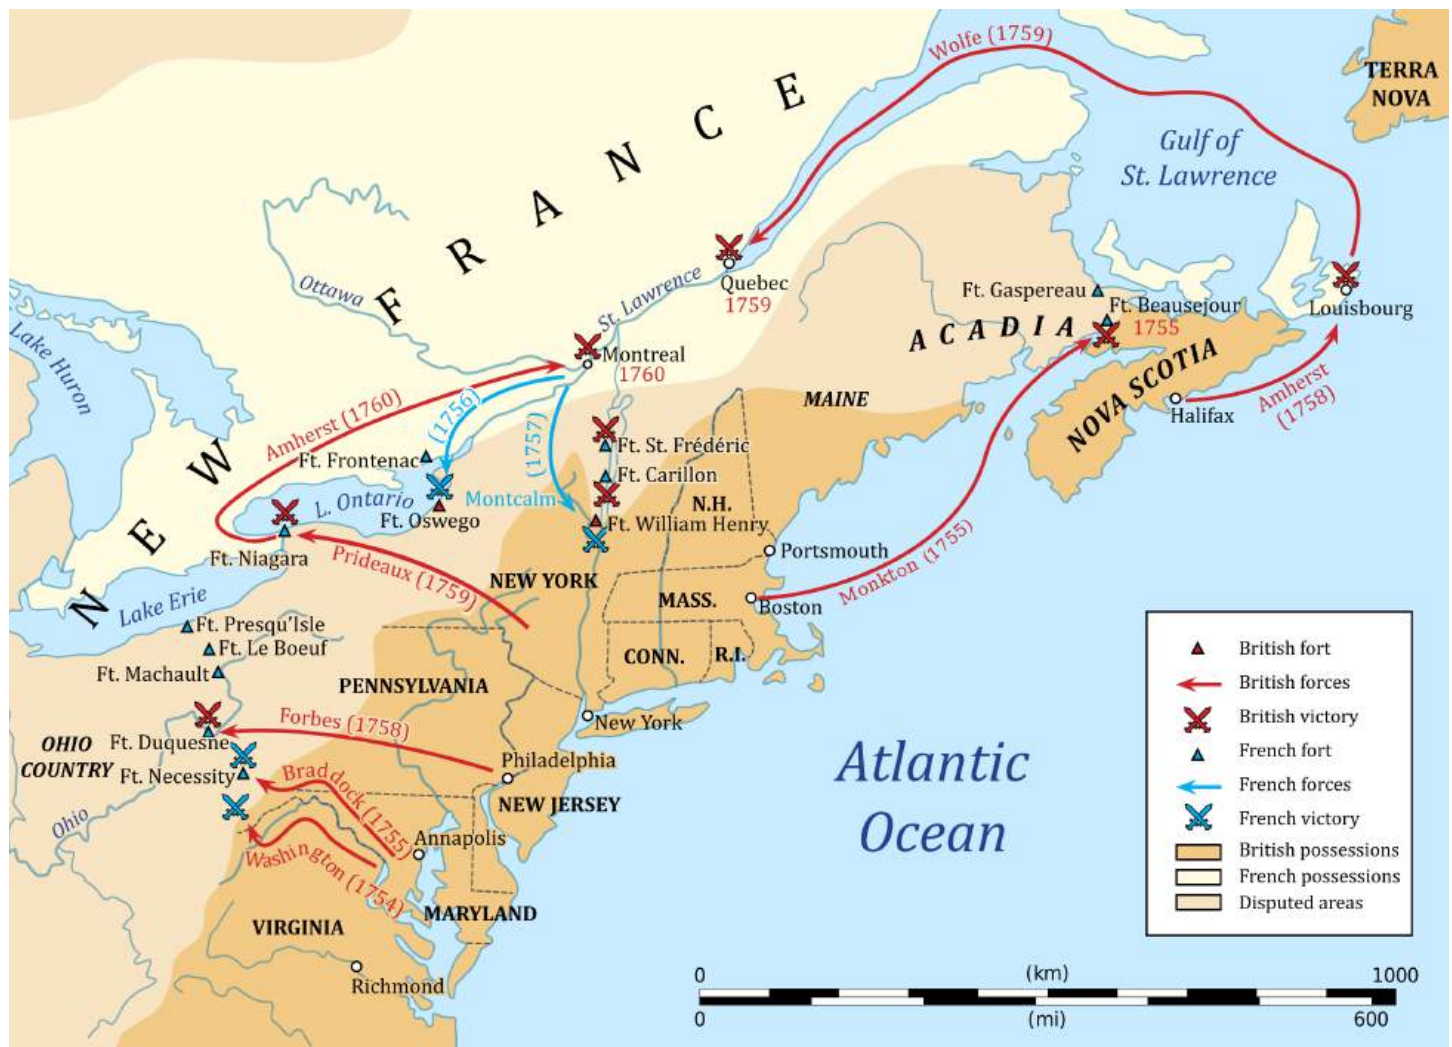 Wolfe (1759)
TERRA
NOVA
Gulf of
St. Lawrence
NEW FRANCE
Ottawa
St. Lawrence
Quebec
1759
Ft. Gaspereau
Ft. Beausejour
1755
Louisbourg
ACADIA
Lake Huron
Montreal
1760
NOVA SCOTIA
Amherst
(1758)
Halifax
MAINE
Amherst (1760)
(1756)
(1757)
Ft. St. Frédéric
Ft. Frontenac
Ft. Carillon
L. Ontario
Montcalm
N.H.
Ft. Oswego
Ft. William Henry
Ft. Niagara
Portsmouth
Prideaux (1759)
NEW YORK
Monkton (1755)
Lake Erie
MASS.
Boston
Ft. Presqu'Isle
Ft. Le Boeuf
CONN.
R.I.
Ft. Machault
PENNSYLVANIA
Forbes (1758)
New York
Ft. Duquesne
OHIO
COUNTRY
Ft. Necessity
Philadelphia
Braddock (1755)
NEW JERSEY
Ohio
Annapolis
Washington (1754)
MARYLAND
VIRGINIA
Richmond
Atlantic
Ocean
British fort
British forces
British victory
French fort
French forces
French victory
British possessions
French possessions
Disputed areas
0 (km) 1000
0 (mi) 600